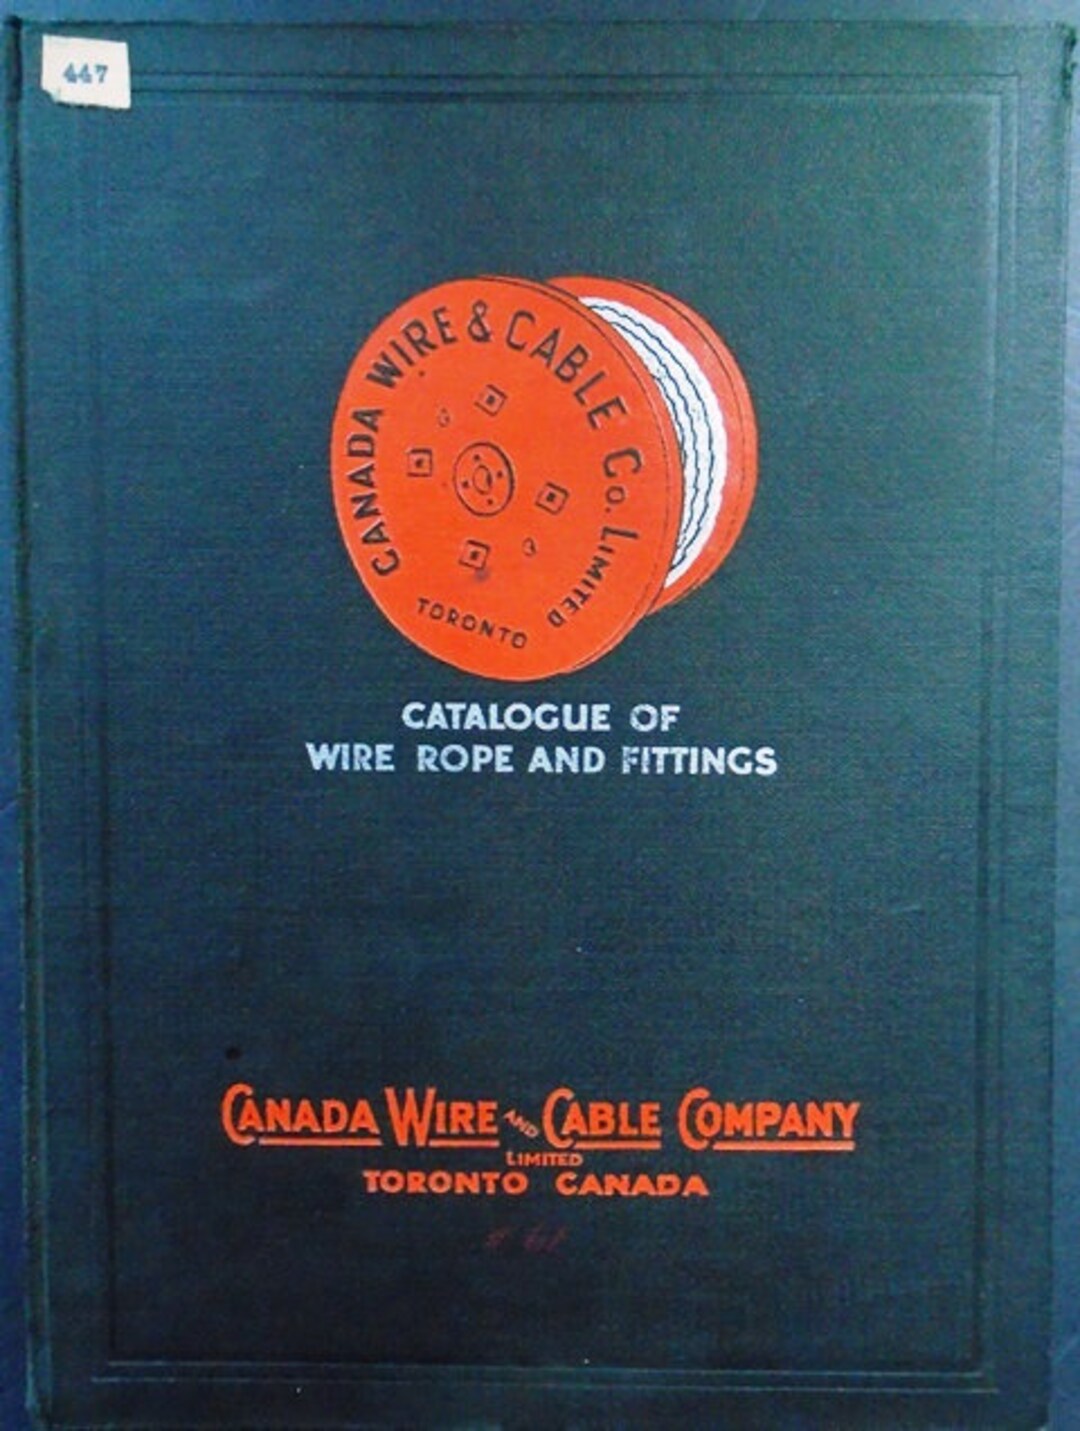 447
CANADA WIRE & CABLE CO. LIMITED
TORONTO
CATALOGUE OF
WIRE ROPE AND FITTINGS
CANADA WIRE AND CABLE COMPANY
LIMITED
TORONTO CANADA